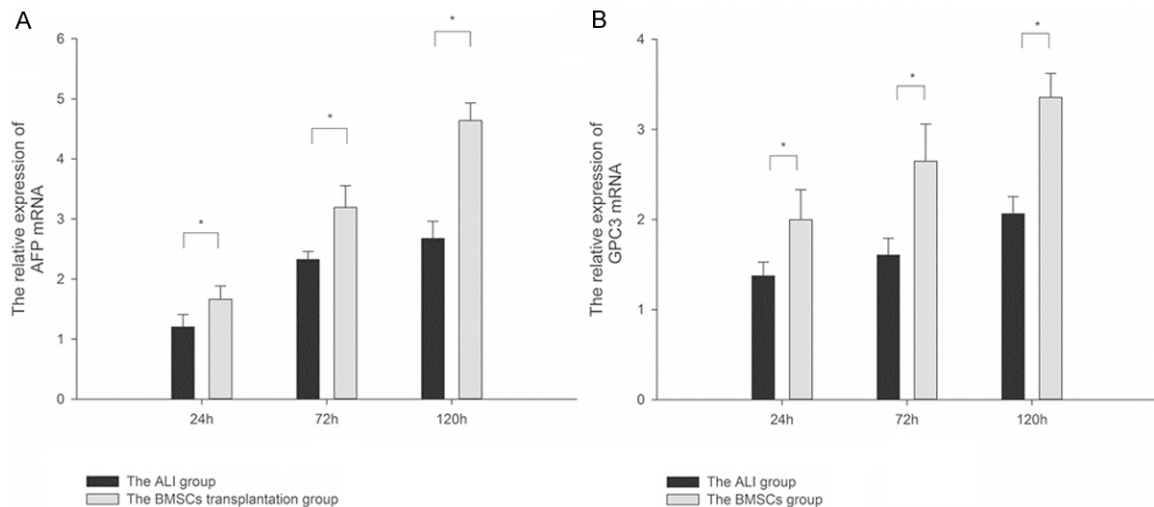 A
The relative expression of
AFP mRNA
6
5
4
3
2
1
0
*
*
*
24h
72h
120h
The ALI group
The BMSCs transplantation group
B
The relative expression of
GPC3 mRNA
4
3
2
1
0
*
*
*
24h
72h
120h
The ALI group
The BMSCs group